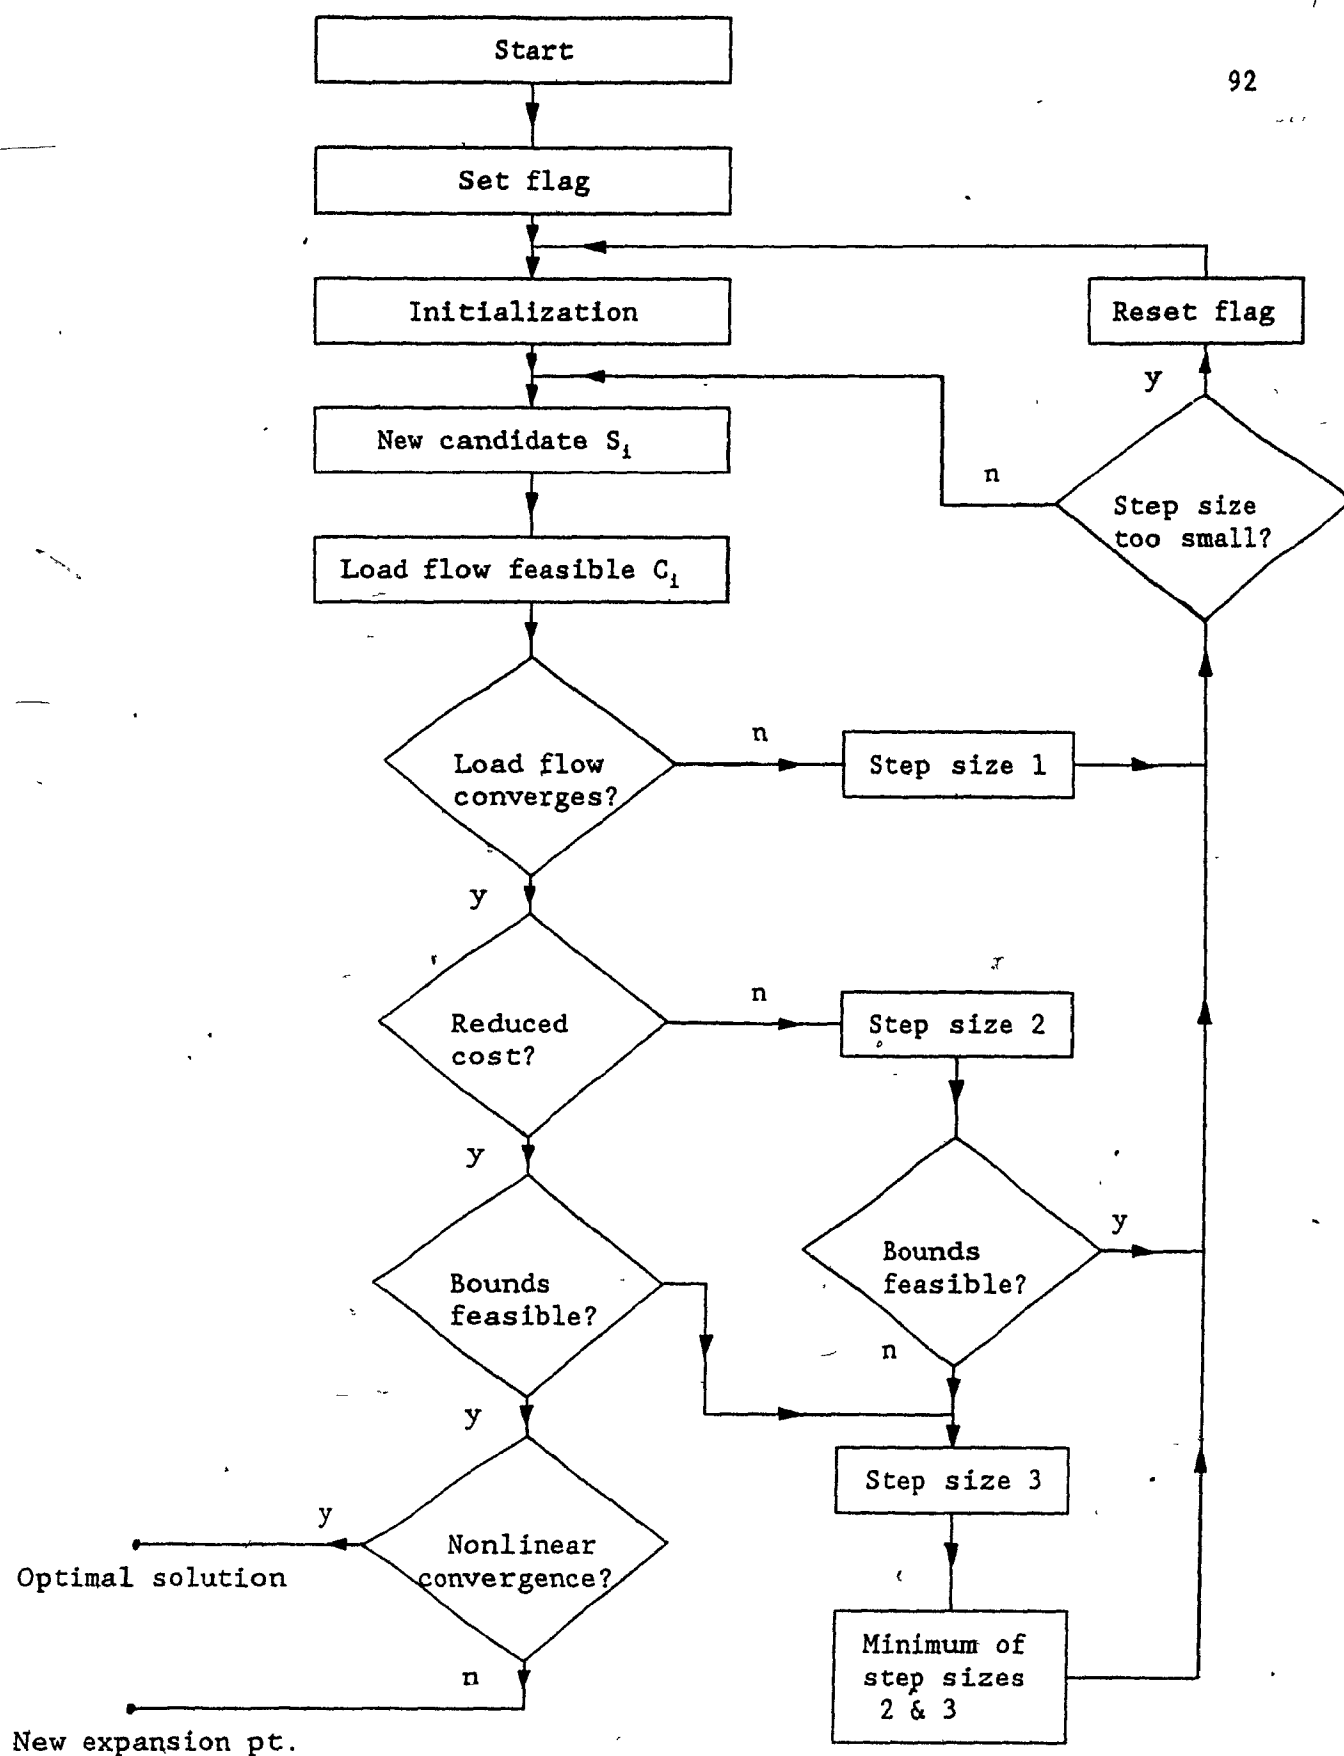 Start
92
Set flag
Initialization
Reset flag
y
New candidate S₁
n
Step size
too small?
Load flow feasible C₁
n
Load flow
converges?
Step size 1
y
n
Reduced
cost?
Step size 2
y
y
Bounds
feasible?
Bounds
feasible?
n
y
Step size 3
y
Nonlinear
convergence?
Optimal solution
Minimum of
step sizes
2 & 3
n
New expansion pt.